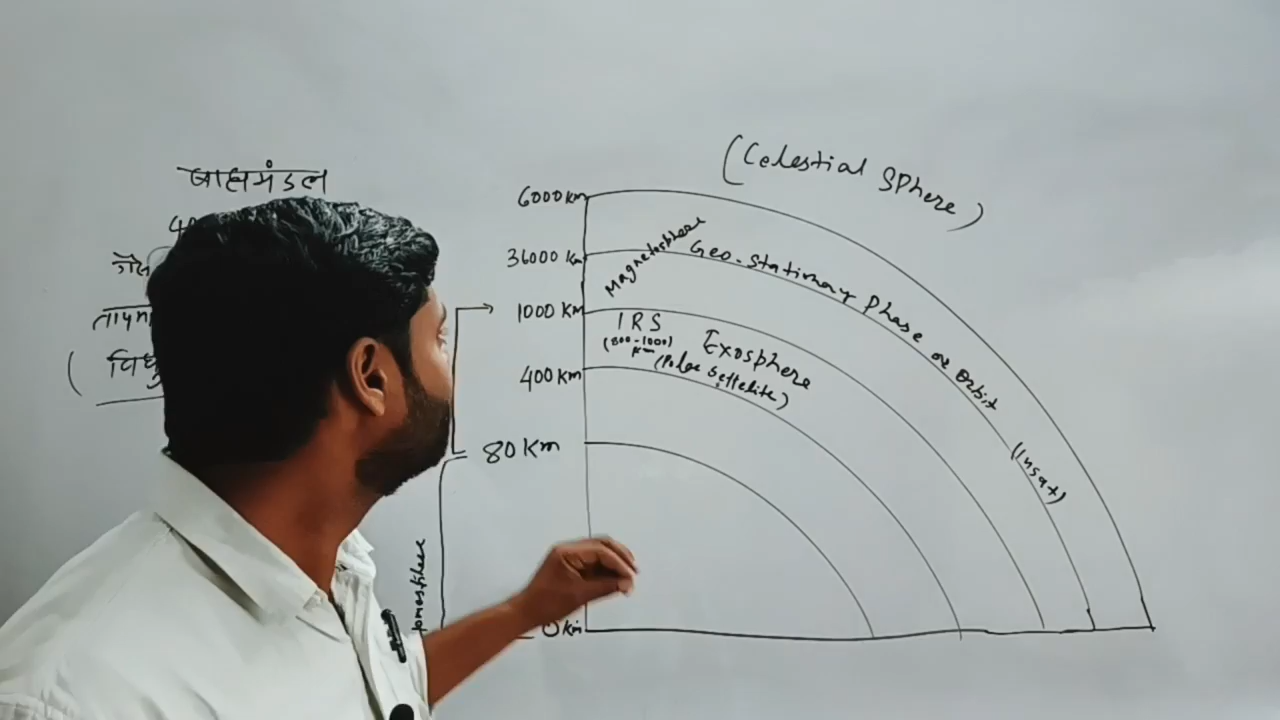 बाह्यमंडल
(Celestial SPhere)
6000 Km
36000 Km
1000 Km
400 Km
80 Km
0 Km
Magnetosphere
Geo-stationary Phase or Orbit
(Insat)
IRS
(800-1000)
Km
Exosphere
(Polar Settelite)